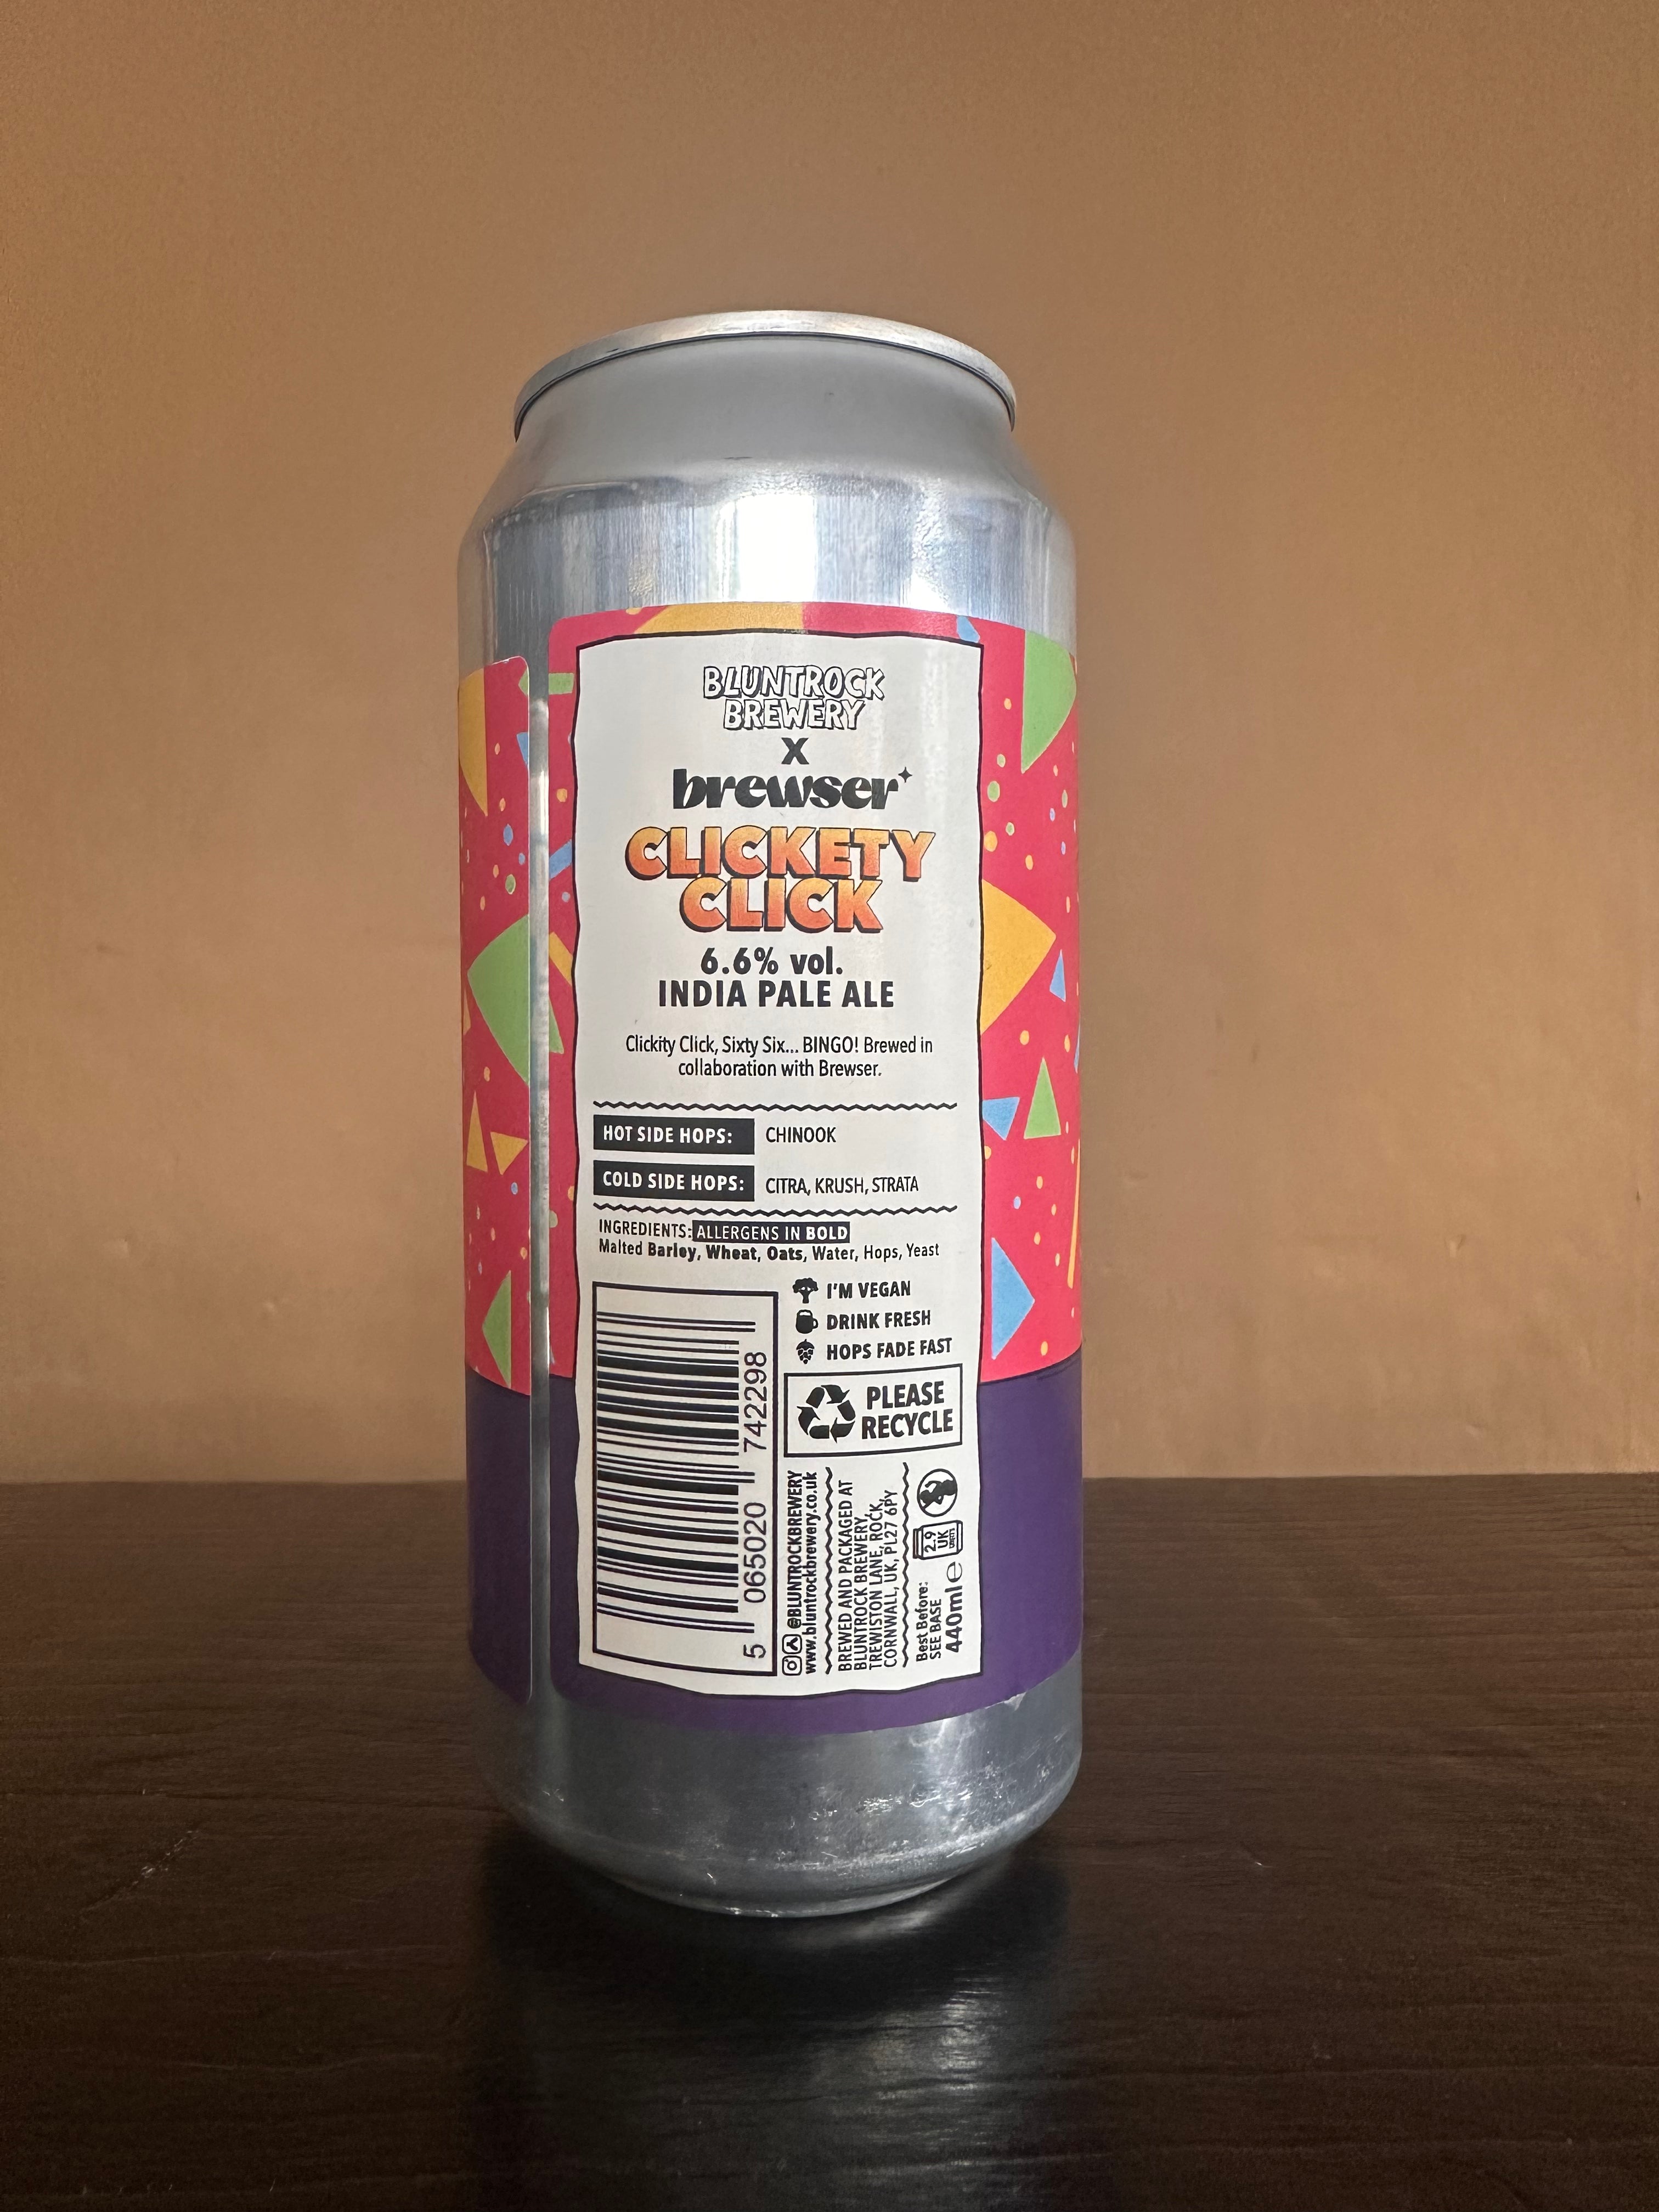 BLUNTROCK
BREWERY
X
brewser
CLICKETY
CLICK
6.6% vol.
INDIA PALE ALE
Clickity Click, Sixty Six... BINGO! Brewed in
collaboration with Brewser.
HOT SIDE HOPS: CHINOOK
COLD SIDE HOPS: CITRA, KRUSH, STRATA
INGREDIENTS: ALLERGENS IN BOLD
Malted Barley, Wheat, Oats, Water, Hops, Yeast
I'M VEGAN
DRINK FRESH
HOPS FADE FAST
PLEASE
RECYCLE
5 065020 742298
@BLUNTROCKBREWERY
www.bluntrockbrewery.co.uk
BREWED AND PACKAGED AT
BLUNTROCK BREWERY,
TREWISTON LANE, ROCK,
CORNWALL, UK, PL27 6PY
Best Before:
SEE BASE
440ml e
2.9
UK